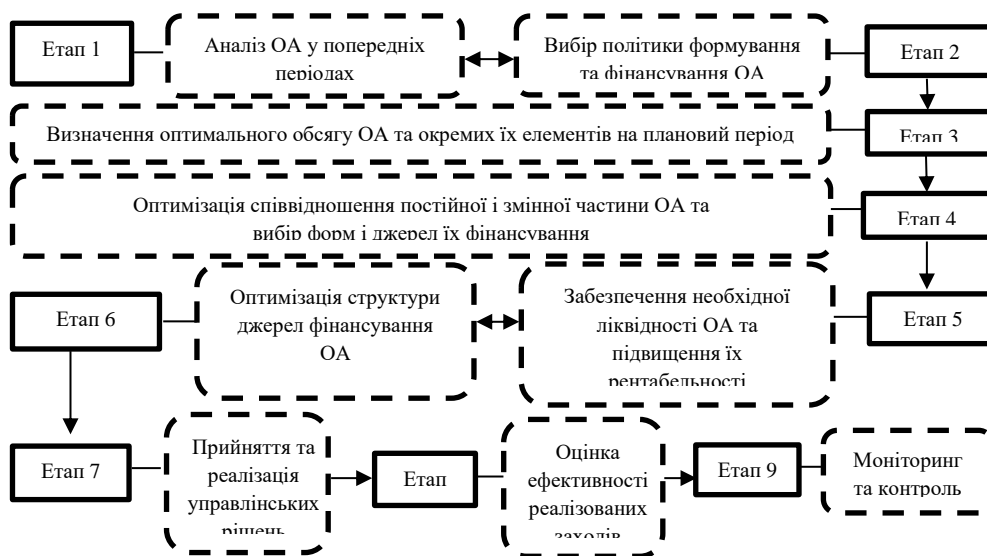 Етап 1
Аналіз ОА у попередніх
періодах
Вибір політики формування
та фінансування ОА
Етап 2
Визначення оптимального обсягу ОА та окремих їх елементів на плановий період
Етап 3
Оптимізація співвідношення постійної і змінної частини ОА та
вибір форм і джерел їх фінансування
Етап 4
Етап 6
Оптимізація структури
джерел фінансування
ОА
Забезпечення необхідної
ліквідності ОА та
підвищення їх
рентабельності
Етап 5
Етап 7
Прийняття та
реалізація
управлінських
рішень
Етап
Оцінка
ефективності
реалізованих
заходів
Етап 9
Моніторинг
та контроль